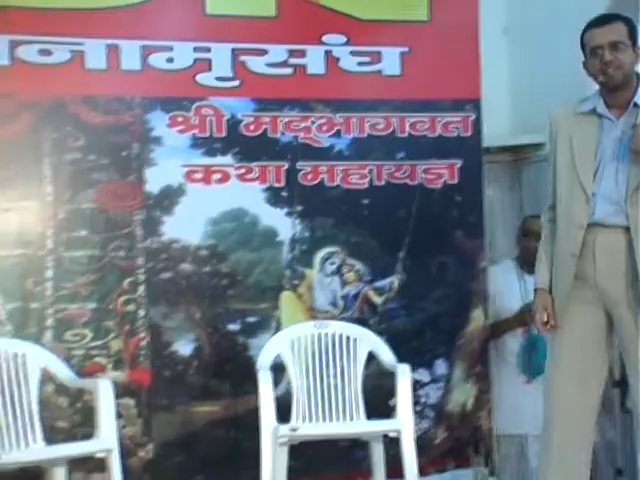 नामृसंघ
श्री मद्भागवत
कथा महायज्ञ